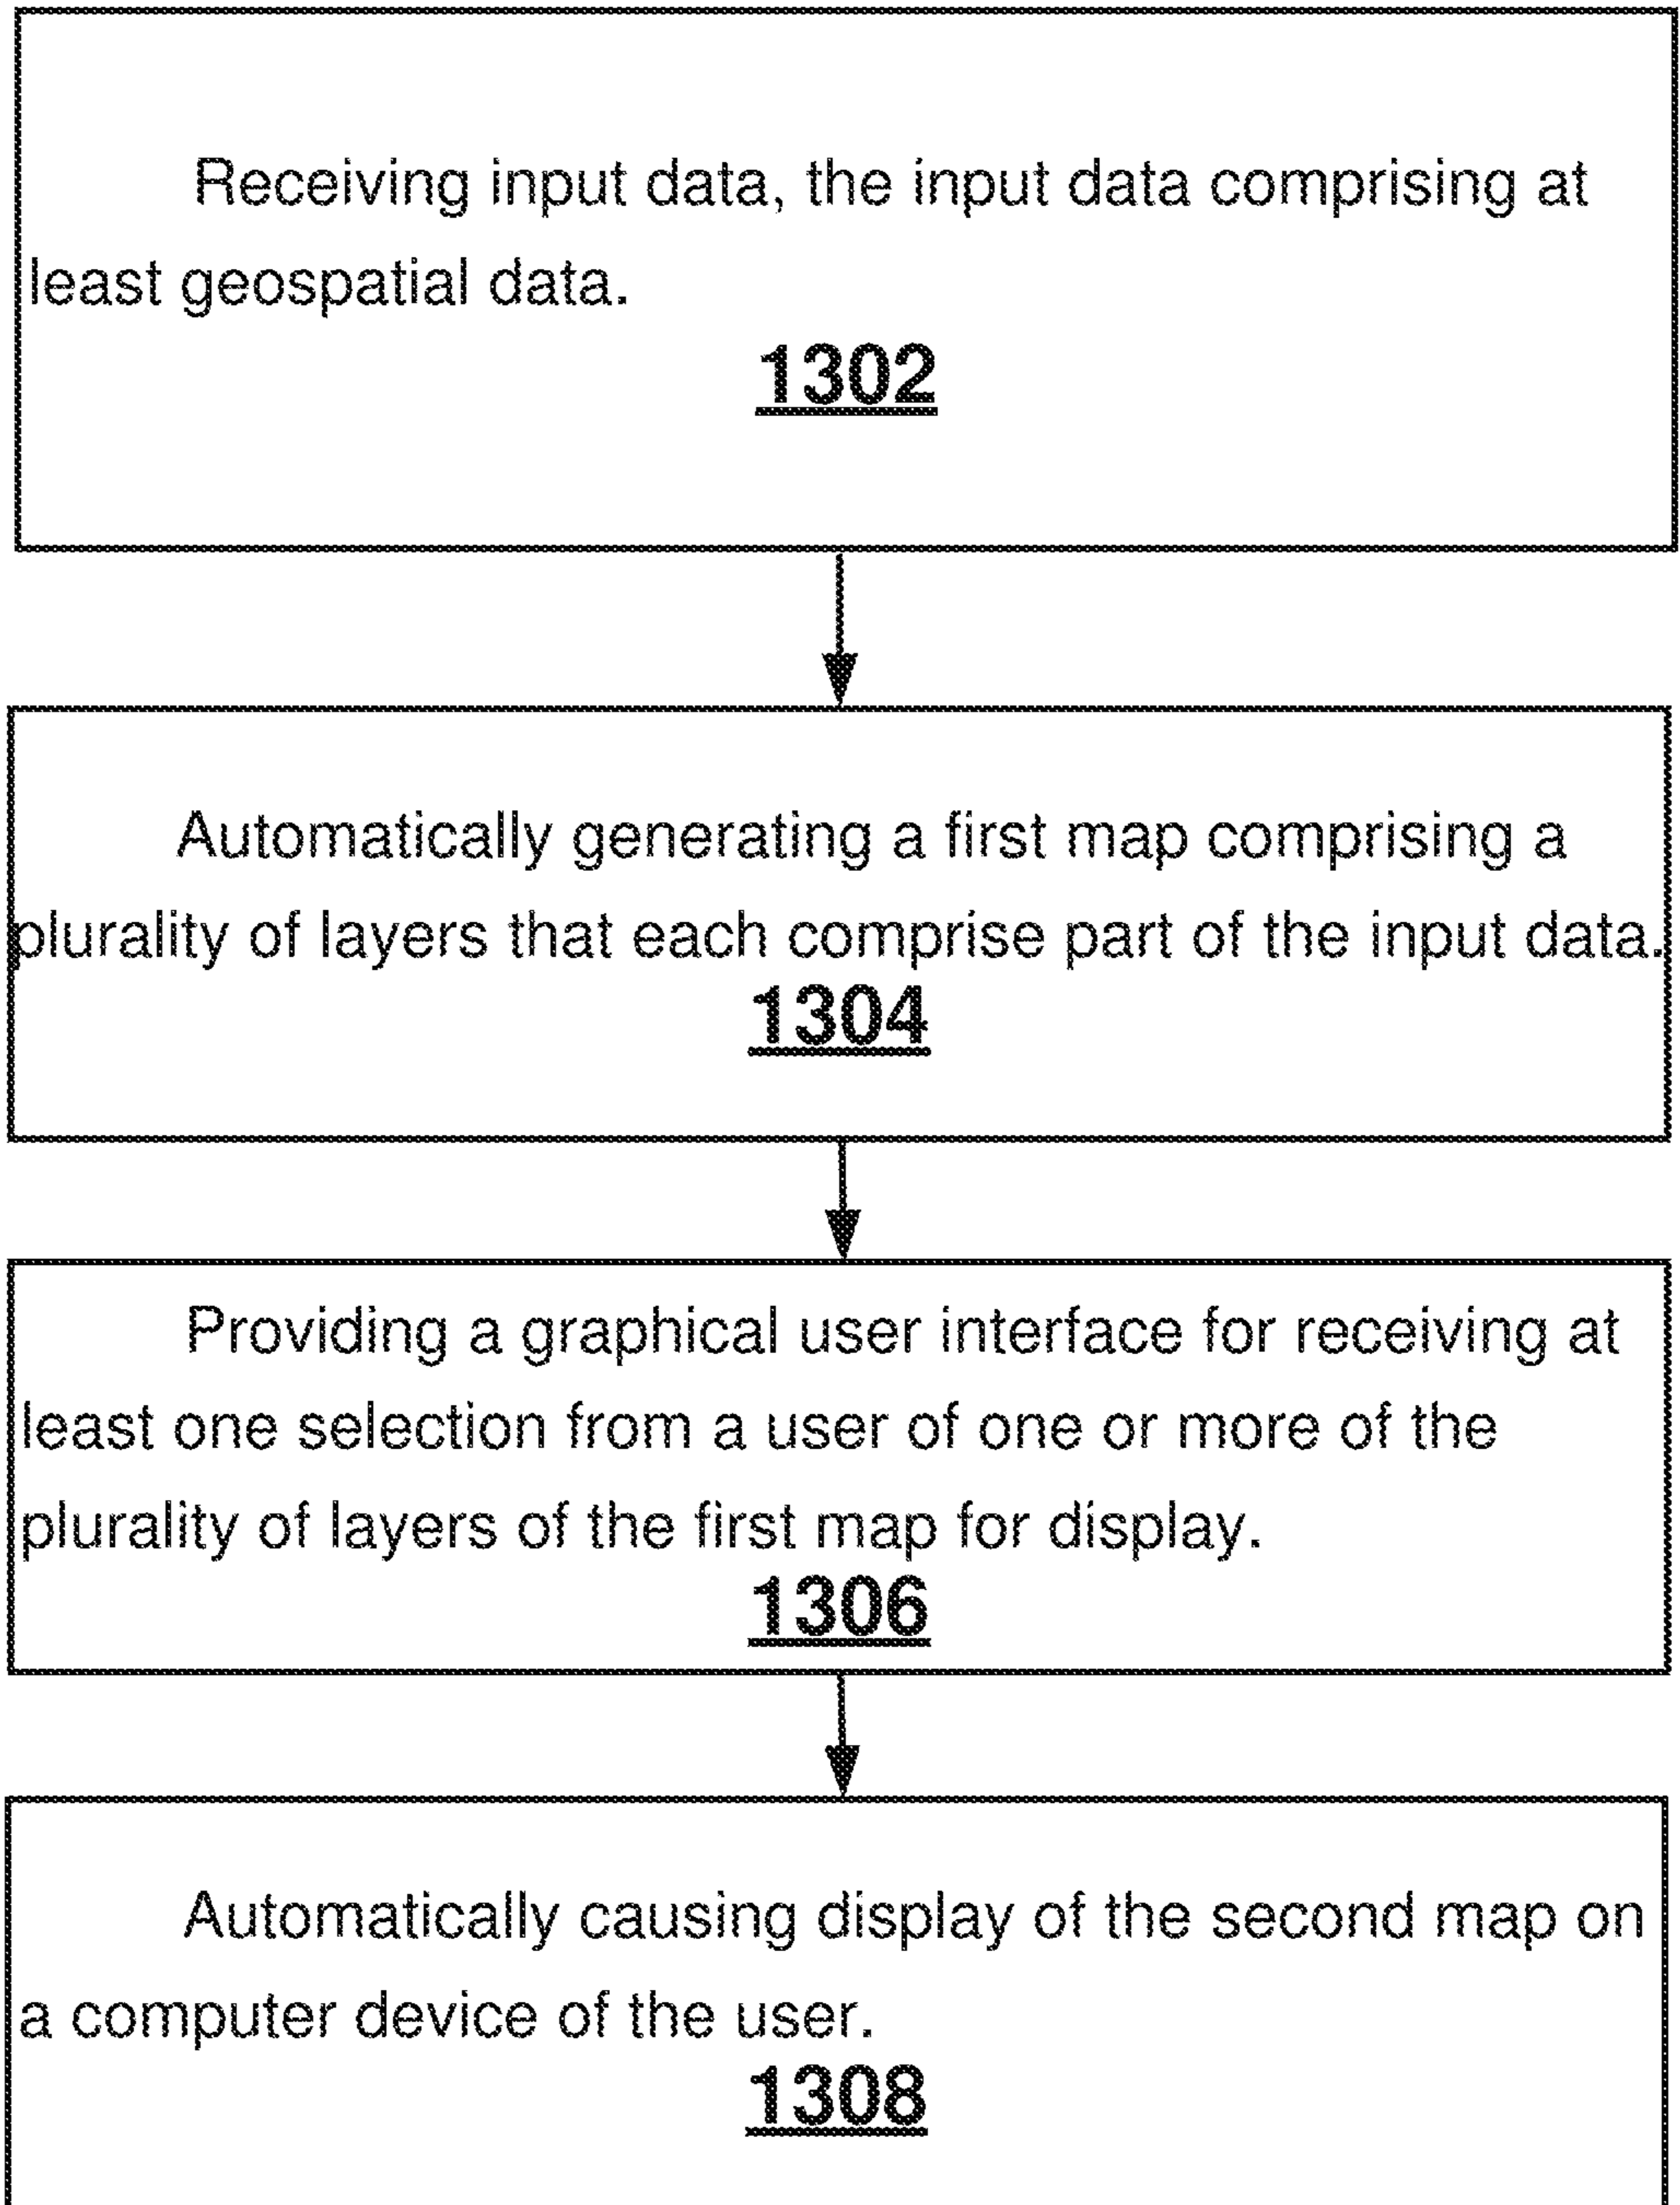 Receiving input data, the input data comprising at
least geospatial data.
1302
Automatically generating a first map comprising a
plurality of layers that each comprise part of the input data.
1304
Providing a graphical user interface for receiving at
least one selection from a user of one or more of the
plurality of layers of the first map for display.
1306
Automatically causing display of the second map on
a computer device of the user.
1308